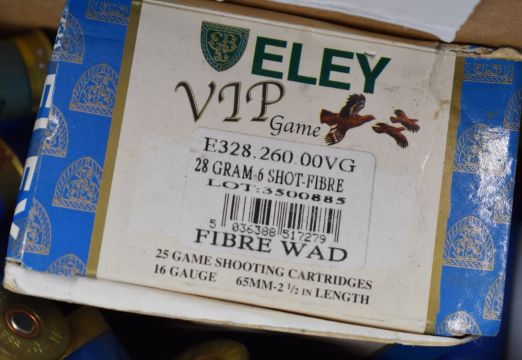 ELEY
VIP
Game
E328.260.00VG
28 GRAM-6 SHOT-FIBRE
LOT:3500885
5 036388 517279
FIBRE WAD
25 GAME SHOOTING CARTRIDGES
16 GAUGE 65MM-2 1/2 IN LENGTH
ELEY